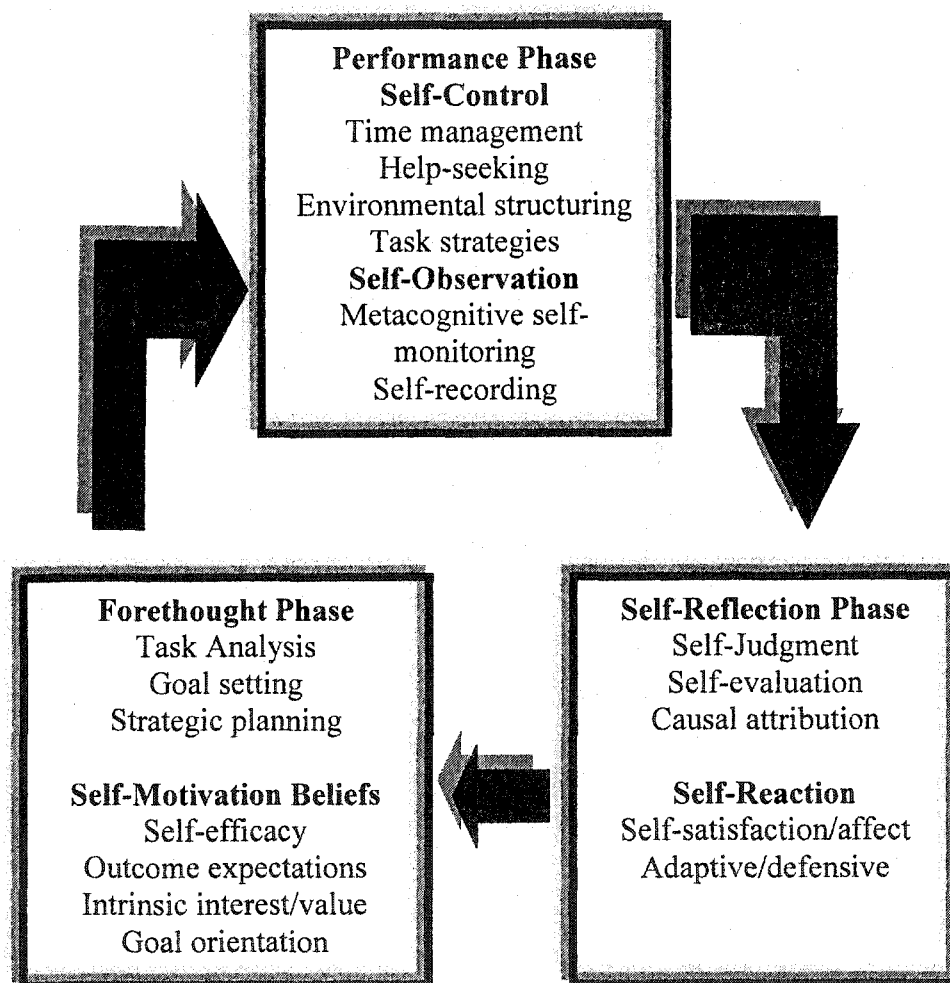 Performance Phase
Self-Control
Time management
Help-seeking
Environmental structuring
Task strategies
Self-Observation
Metacognitive self-
monitoring
Self-recording
Forethought Phase
Task Analysis
Goal setting
Strategic planning
Self-Motivation Beliefs
Self-efficacy
Outcome expectations
Intrinsic interest/value
Goal orientation
Self-Reflection Phase
Self-Judgment
Self-evaluation
Causal attribution
Self-Reaction
Self-satisfaction/affect
Adaptive/defensive